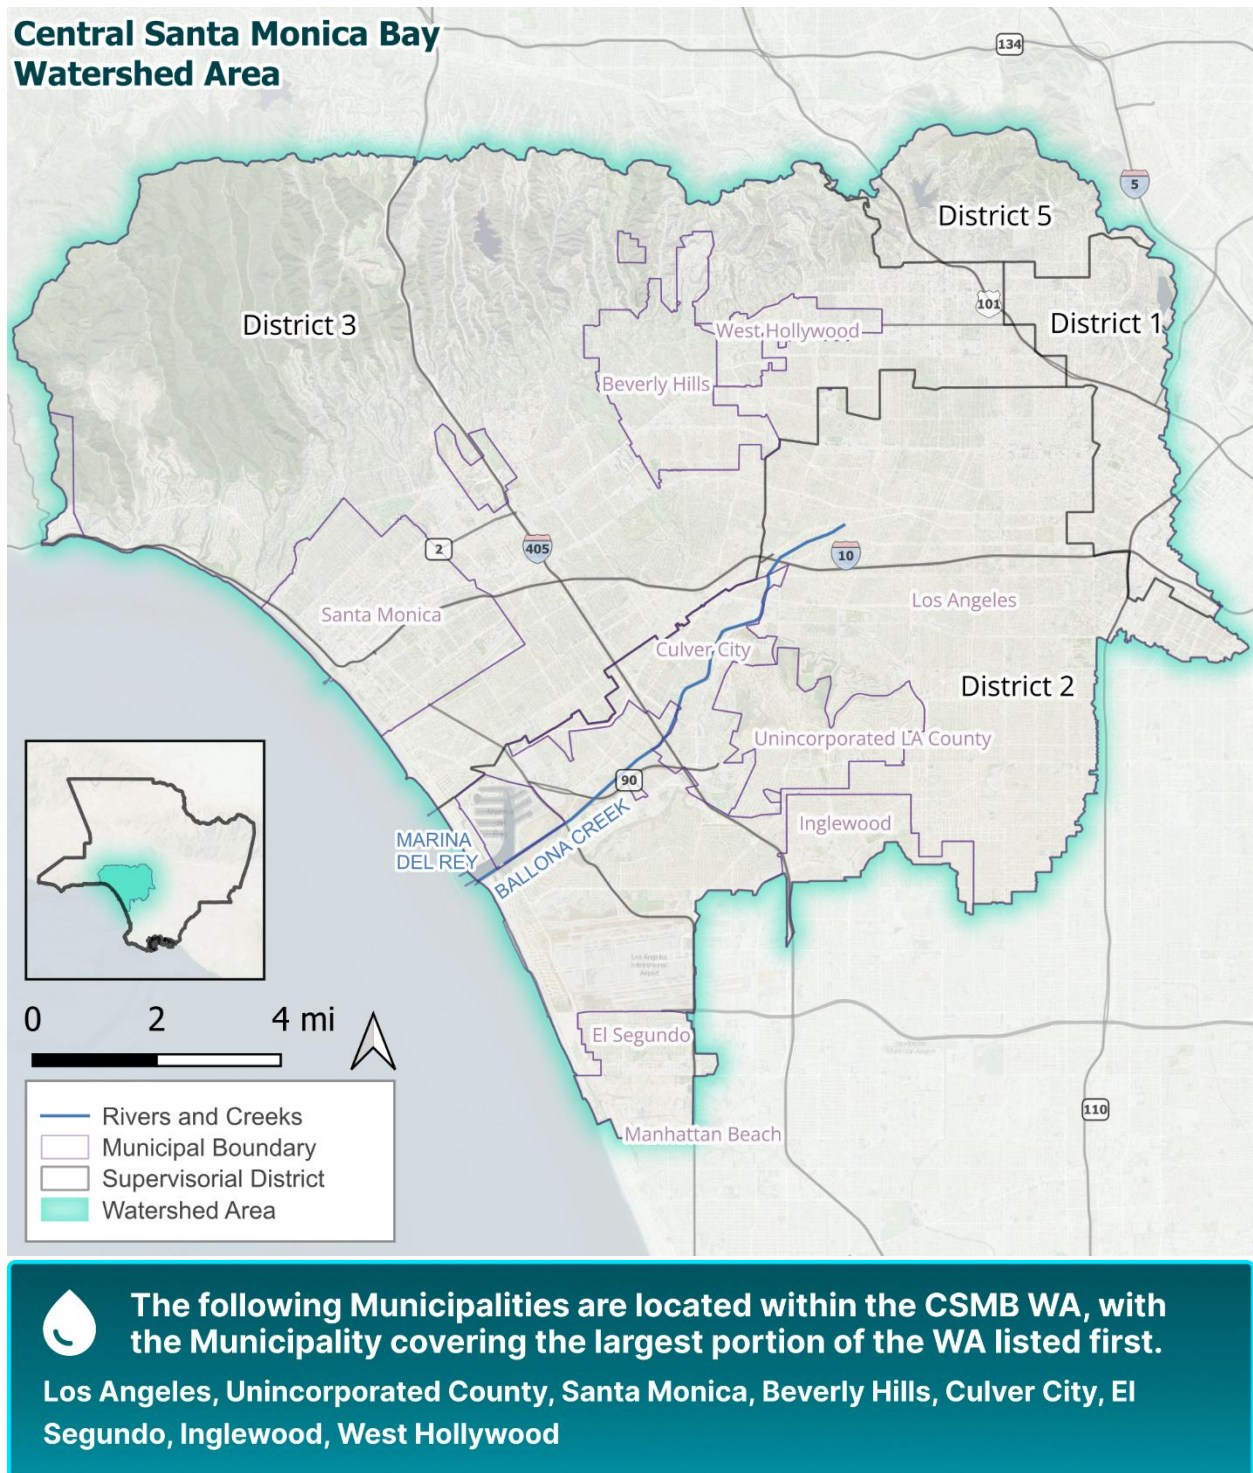 Central Santa Monica Bay
Watershed Area
134
5
District 5
101
District 3
District 1
West Hollywood
Beverly Hills
2
405
10
Los Angeles
Santa Monica
Culver City
District 2
Unincorporated LA County
90
Inglewood
MARINA
DEL REY
BALLONA CREEK
Los Angeles
International
Airport
0 2 4 mi
El Segundo
110
Manhattan Beach
Rivers and Creeks
Municipal Boundary
Supervisorial District
Watershed Area
The following Municipalities are located within the CSMB WA, with
the Municipality covering the largest portion of the WA listed first.
Los Angeles, Unincorporated County, Santa Monica, Beverly Hills, Culver City, El
Segundo, Inglewood, West Hollywood